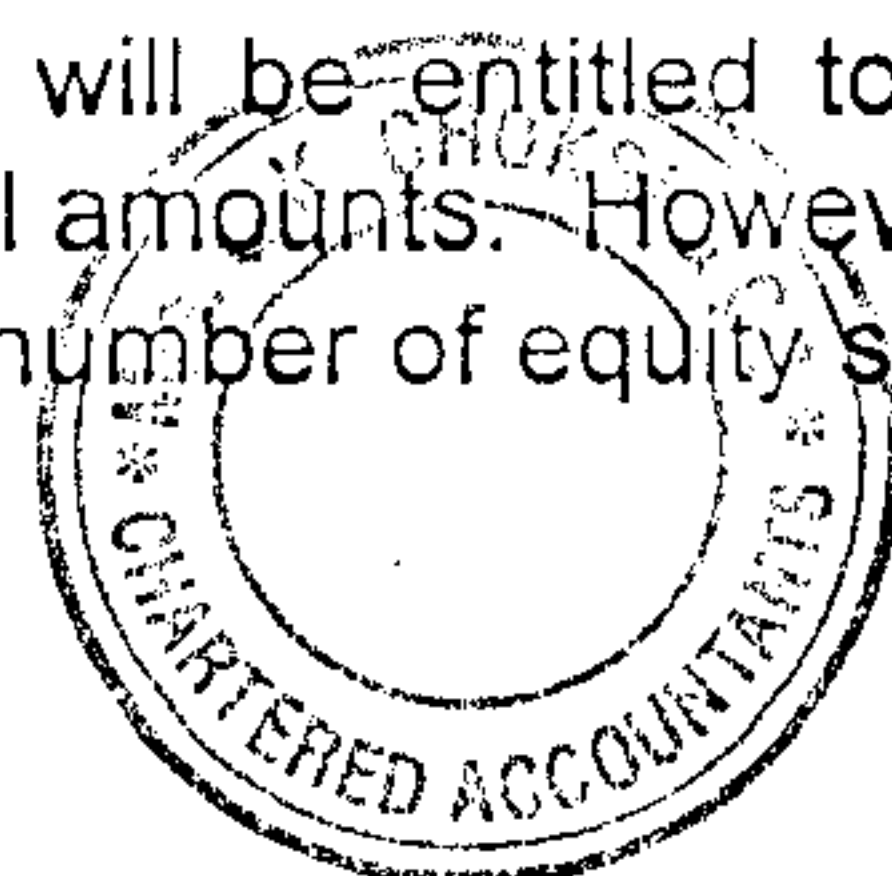 will be entitled to
l amounts. Howev
number of equity s
* CHARTERED ACCOUNTANTS *